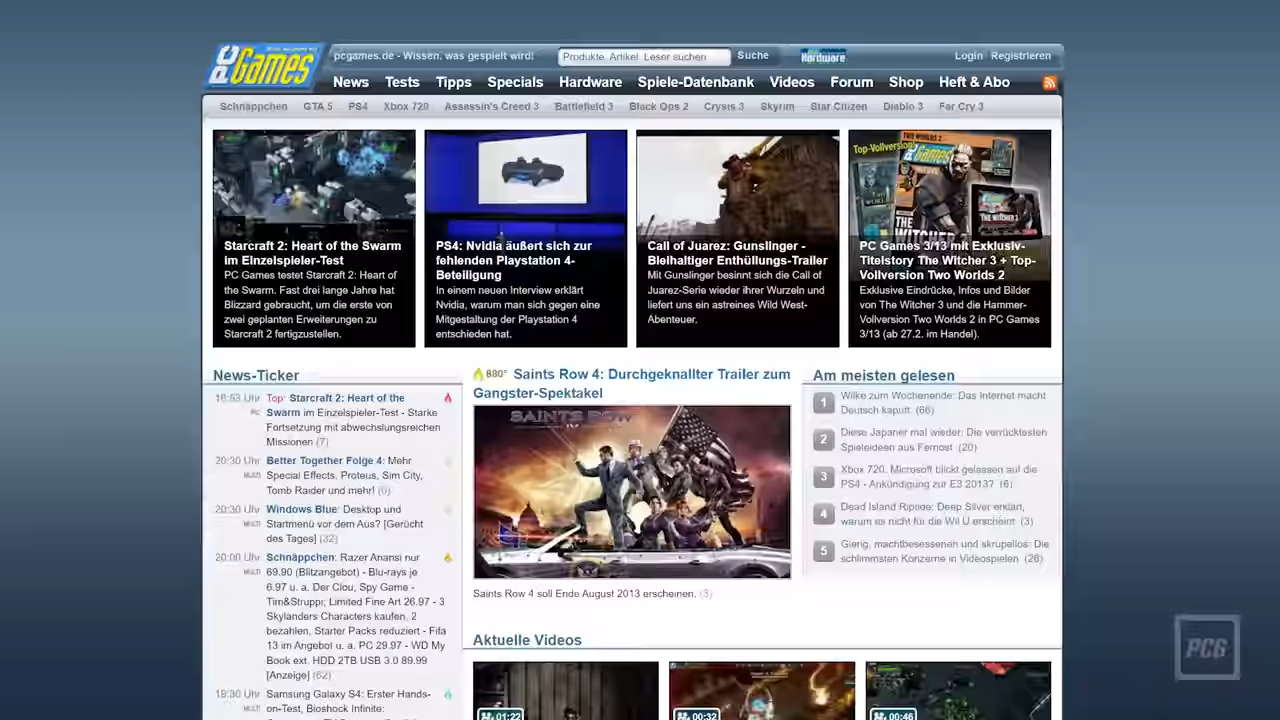 PC Games
pcgames.de - Wissen, was gespielt wird!
Produkte, Artikel, Leser suchen
Suche
Hardware
Login Registrieren
News Tests Tipps Specials Hardware Spiele-Datenbank Videos Forum Shop Heft & Abo
Schnäppchen GTA 5 PS4 Xbox 720 Assassin's Creed 3 Battlefield 3 Black Ops 2 Crysis 3 Skyrim Star Citizen Diablo 3 Far Cry 3
Starcraft 2: Heart of the Swarm
im Einzelspieler-Test
PC Games testet Starcraft 2: Heart of
the Swarm. Fast drei lange Jahre hat
Blizzard gebraucht, um die erste von
zwei geplanten Erweiterungen zu
Starcraft 2 fertigzustellen.
PS4: Nvidia äußert sich zur
fehlenden Playstation 4-
Beteiligung
In einem neuen Interview erklärt
Nvidia, warum man sich gegen eine
Mitgestaltung der Playstation 4
entschieden hat.
Call of Juarez: Gunslinger -
Bleihaltiger Enthüllungs-Trailer
Mit Gunslinger besinnt sich die Call of
Juarez-Serie wieder ihrer Wurzeln und
liefert uns ein astreines Wild West-
Abenteuer.
TWO WORLDS 2
Top-Vollversion!
PC Games
THE
WITCHER
PC Games 3/13 mit Exklusiv-
Titelstory The Witcher 3 + Top-
Vollversion Two Worlds 2
Exklusive Eindrücke, Infos und Bilder
von The Witcher 3 und die Hammer-
Vollversion Two Worlds 2 in PC Games
3/13 (ab 27.2. im Handel).
News-Ticker
16:53 Uhr Top: Starcraft 2: Heart of the
PC Swarm im Einzelspieler-Test - Starke
Fortsetzung mit abwechslungsreichen
Missionen (7)
20:30 Uhr Better Together Folge 4: Mehr
MULTI Special Effects, Proteus, Sim City,
Tomb Raider und mehr! (0)
20:30 Uhr Windows Blue: Desktop und
MULTI Startmenü vor dem Aus? [Gerücht
des Tages] (32)
20:00 Uhr Schnäppchen: Razer Anansi nur
MULTI 69.90 (Blitzangebot) - Blu-rays je
6.97 u. a. Der Clou, Spy Game -
Tim&Struppi; Limited Fine Art 26.97 - 3
Skylanders Characters kaufen, 2
bezahlen, Starter Packs reduziert - Fifa
13 im Angebot u. a. PC 29.97 - WD My
Book ext. HDD 2TB USB 3.0 89.99
[Anzeige] (62)
19:30 Uhr Samsung Galaxy S4: Erster Hands-
MULTI on-Test, Bioshock Infinite:
880° Saints Row 4: Durchgeknallter Trailer zum
Gangster-Spektakel
SAINTS ROW
IV
Saints Row 4 soll Ende August 2013 erscheinen. (3)
Aktuelle Videos
01:22
00:32
00:46
Am meisten gelesen
1 Wilke zum Wochenende: Das Internet macht
Deutsch kaputt. (66)
2 Diese Japaner mal wieder: Die verrücktesten
Spieleideen aus Fernost (20)
3 Xbox 720: Microsoft blickt gelassen auf die
PS4 - Ankündigung zur E3 2013? (6)
4 Dead Island Riptide: Deep Silver erklärt,
warum es nicht für die Wii U erscheint (3)
5 Gierig, machtbesessenen und skrupellos: Die
schlimmsten Konzerne in Videospielen (26)
PCG